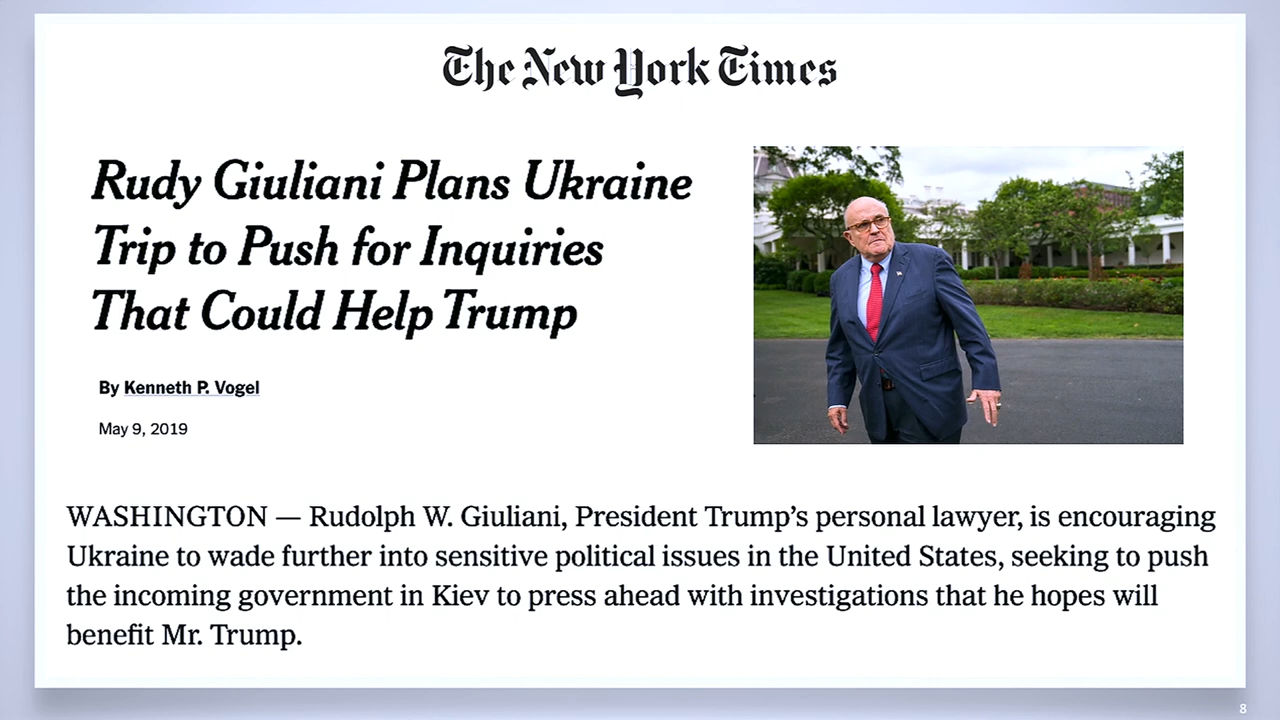 The New York Times
Rudy Giuliani Plans Ukraine
Trip to Push for Inquiries
That Could Help Trump
By Kenneth P. Vogel
May 9, 2019
WASHINGTON — Rudolph W. Giuliani, President Trump’s personal lawyer, is encouraging
Ukraine to wade further into sensitive political issues in the United States, seeking to push
the incoming government in Kiev to press ahead with investigations that he hopes will
benefit Mr. Trump.
8